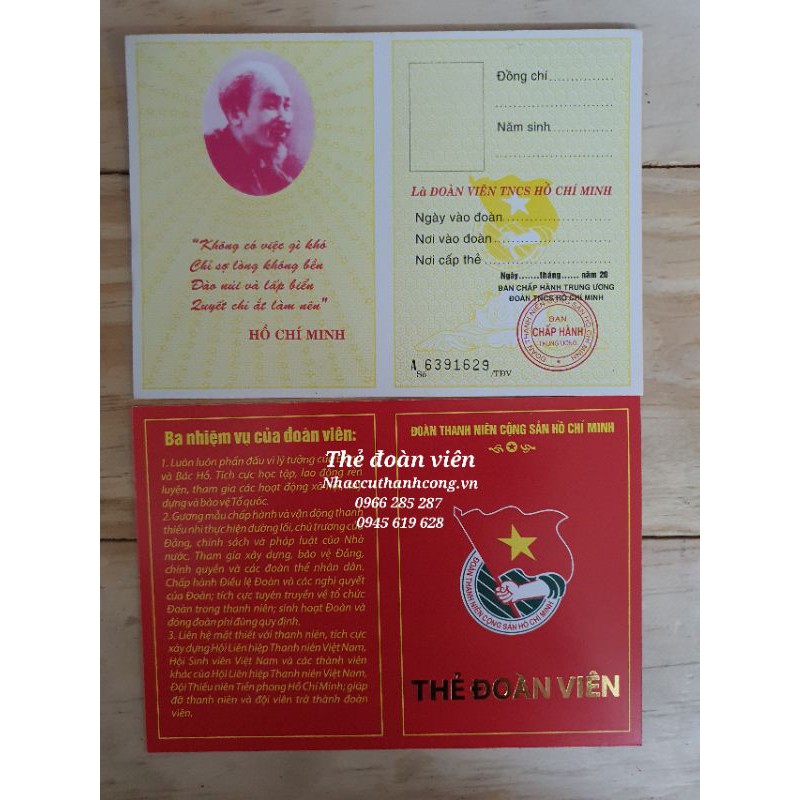 "Không có việc gì khó
Chỉ sợ lòng không bền
Đào núi và lấp biển
Quyết chí ắt làm nên"
HỒ CHÍ MINH
Đồng chí
Năm sinh
Là ĐOÀN VIÊN TNCS HỒ CHÍ MINH
Ngày vào đoàn
Nơi vào đoàn
Nơi cấp thẻ
Ngày.......tháng...... năm 20
BAN CHẤP HÀNH TRUNG ƯƠNG
ĐOÀN TNCS HỒ CHÍ MINH
ĐOÀN THANH NIÊN CỘNG SẢN HỒ CHÍ MINH
BAN
CHẤP HÀNH
TRUNG ƯƠNG
A 6391629
Số /TĐV
Ba nhiệm vụ của đoàn viên:
1. Luôn luôn phấn đấu vì lý tưởng của
và Bác Hồ. Tích cực học tập, lao động rèn
luyện, tham gia các hoạt động xã
dựng và bảo vệ Tổ quốc.
2. Gương mẫu chấp hành và vận động thanh
thiếu nhi thực hiện đường lối, chủ trương của
Đảng, chính sách và pháp luật của Nhà
nước. Tham gia xây dựng, bảo vệ Đảng,
chính quyền và các đoàn thể nhân dân.
Chấp hành Điều lệ Đoàn và các nghị quyết
của Đoàn; tích cực tuyên truyền về tổ chức
Đoàn trong thanh niên; sinh hoạt Đoàn và
đóng đoàn phí đúng quy định.
3. Liên hệ mật thiết với thanh niên, tích cực
xây dựng Hội Liên hiệp Thanh niên Việt Nam,
Hội Sinh viên Việt Nam và các thành viên
khác của Hội Liên hiệp Thanh niên Việt Nam,
Đội Thiếu niên Tiền phong Hồ Chí Minh; giúp
đỡ thanh niên và đội viên trở thành đoàn
viên.
Thẻ đoàn viên
Nhaccuthanhcong.vn
0966 285 287
0945 619 628
ĐOÀN THANH NIÊN CỘNG SẢN HỒ CHÍ MINH
ĐOÀN THANH NIÊN CỘNG SẢN HỒ CHÍ MINH
THẺ ĐOÀN VIÊN